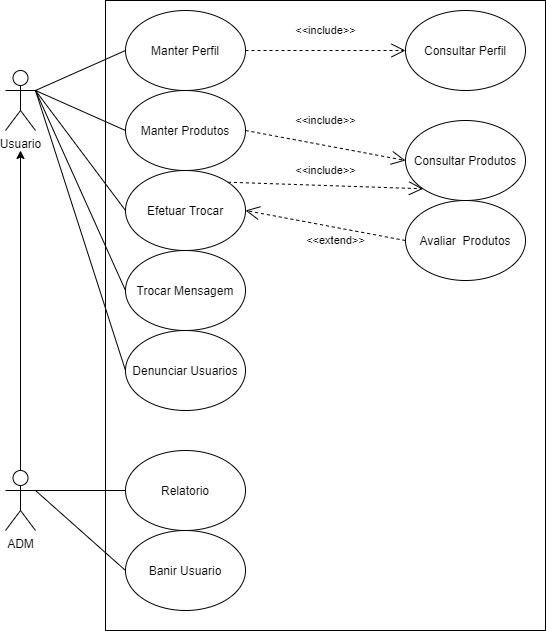 Manter Perfil
<<include>>
Consultar Perfil
Usuario
Manter Produtos
<<include>>
Consultar Produtos
<<include>>
Efetuar Trocar
<<extend>>
Avaliar  Produtos
Trocar Mensagem
Denunciar Usuarios
ADM
Relatorio
Banir Usuario